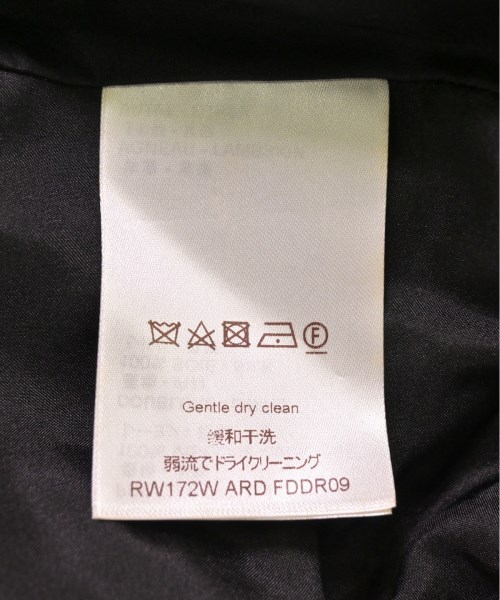 F
Gentle dry clean
缓和干洗
弱流でドライクリーニング
RW172W ARD FDDR09